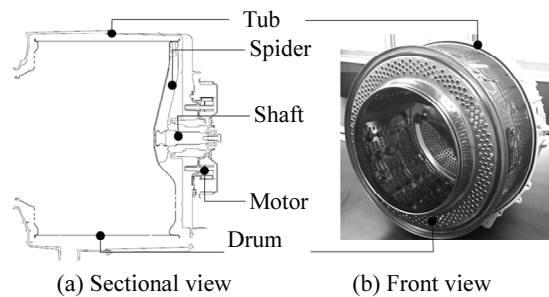 Tub
Spider
Shaft
Motor
Drum
(a) Sectional view
(b) Front view